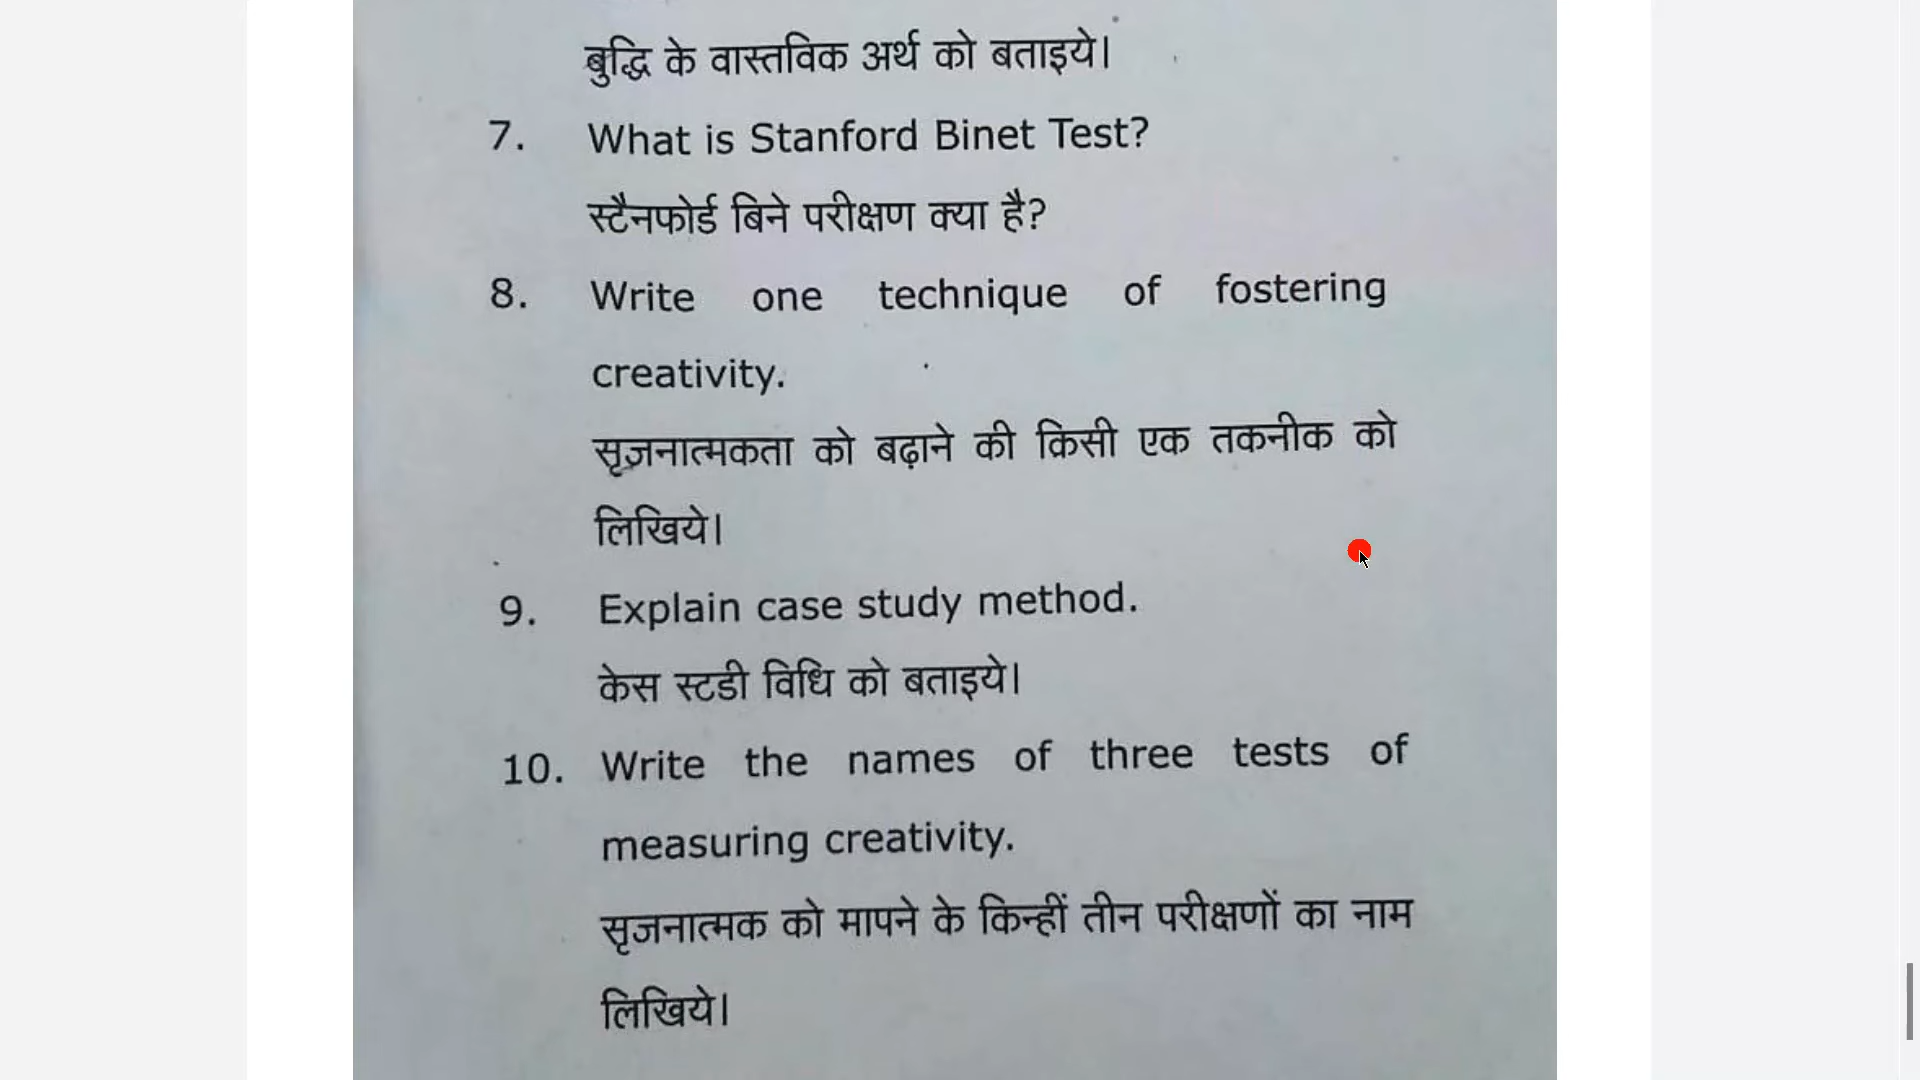 बुद्धि के वास्तविक अर्थ को बताइये।
7. What is Stanford Binet Test?
स्टैनफोर्ड बिने परीक्षण क्या है?
8. Write one technique of fostering
creativity.
सृजनात्मकता को बढ़ाने की किसी एक तकनीक को
लिखिये।
9. Explain case study method.
केस स्टडी विधि को बताइये।
10. Write the names of three tests of
measuring creativity.
सृजनात्मक को मापने के किन्हीं तीन परीक्षणों का नाम
लिखिये।